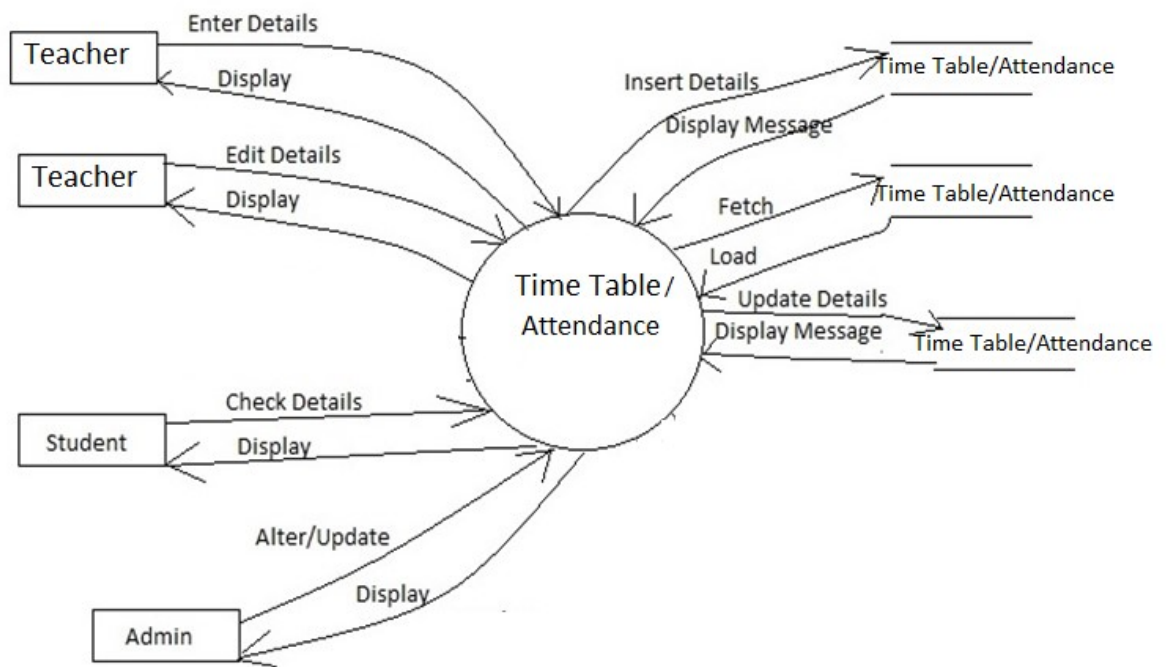 Enter Details
Teacher
Display
Insert Details
Time Table/Attendance
Display Message
Teacher
Edit Details
Display
Fetch
Time Table/Attendance
Load
Time Table/
Attendance
Update Details
Display Message
Time Table/Attendance
Check Details
Student
Display
Alter/Update
Display
Admin